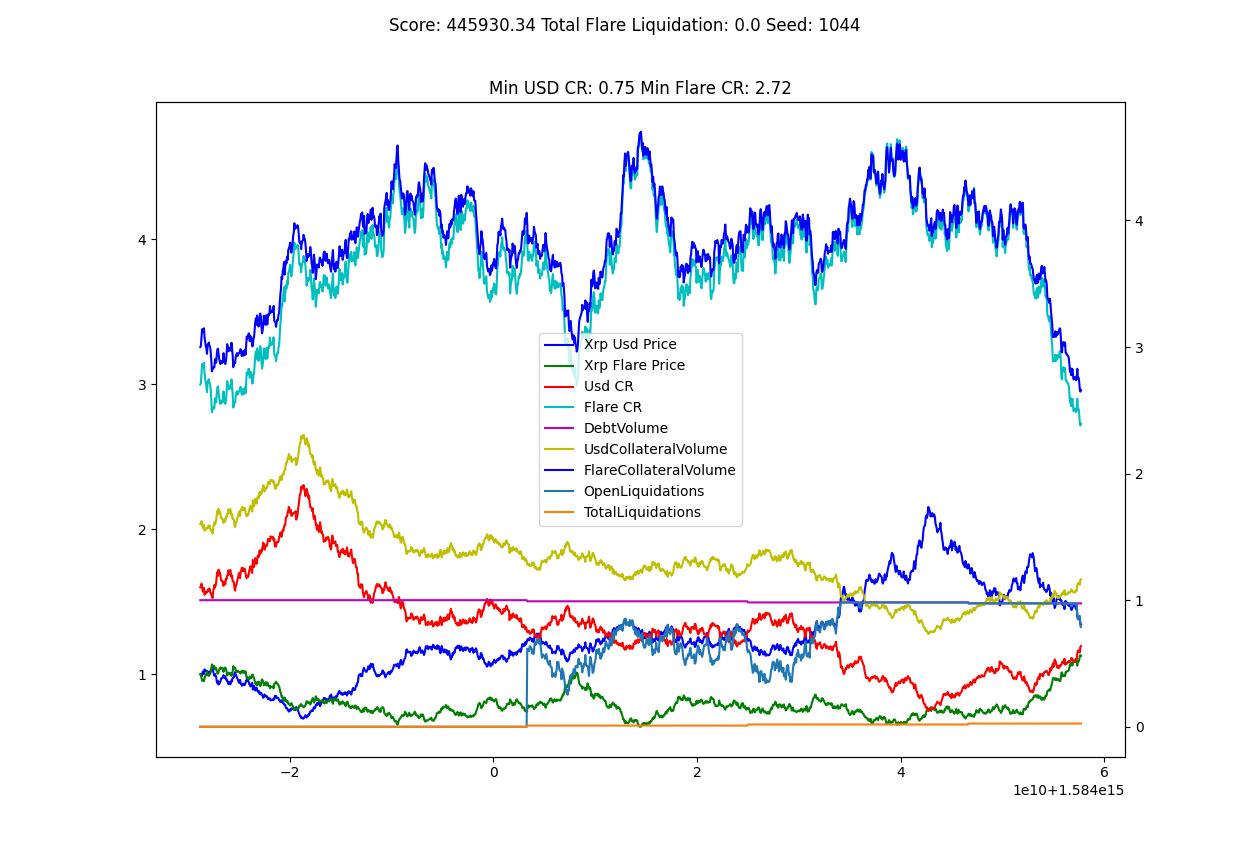 Score: 445930.34 Total Flare Liquidation: 0.0 Seed: 1044
Min USD CR: 0.75 Min Flare CR: 2.72
4
3
2
1
4
3
2
1
0
Xrp Usd Price
Xrp Flare Price
Usd CR
Flare CR
DebtVolume
UsdCollateralVolume
FlareCollateralVolume
OpenLiquidations
TotalLiquidations
−2 0 2 4 6
1e10+1.584e15